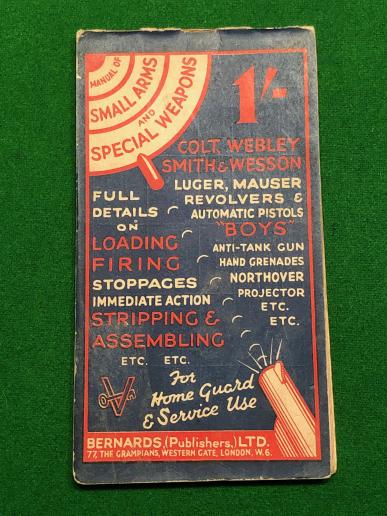 MANUAL OF
SMALL ARMS
AND
SPECIAL WEAPONS
1/-
COLT, WEBLEY
SMITH & WESSON
LUGER, MAUSER
REVOLVERS &
AUTOMATIC PISTOLS
"BOYS"
ANTI-TANK GUN
HAND GRENADES
NORTHOVER
PROJECTOR
ETC.
ETC.
FULL
DETAILS
ON
LOADING
FIRING
STOPPAGES
IMMEDIATE ACTION
STRIPPING &
ASSEMBLING
ETC. ETC.
For
Home Guard
& Service Use
BERNARDS, (Publishers,) LTD.
77, THE GRAMPIANS, WESTERN GATE, LONDON, W.6.